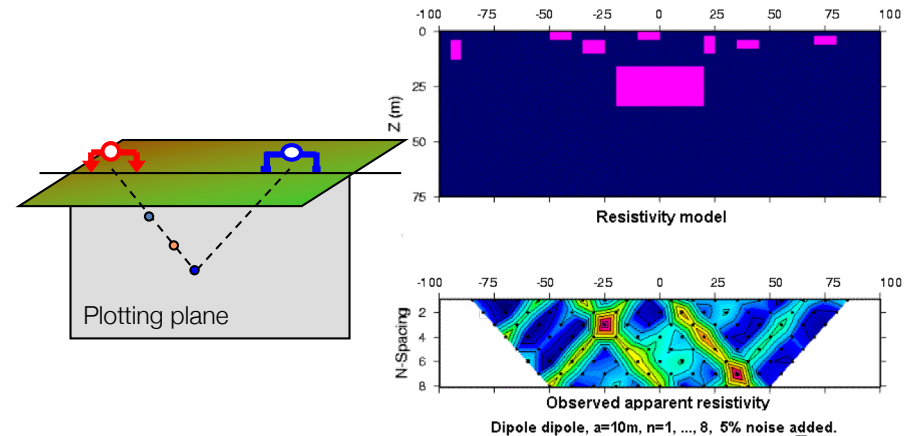 -100 -75 -50 -25 0 25 50 75 100
0
25
50
75
Z (m)
Resistivity model
Plotting plane
-100 -75 -50 -25 0 25 50 75 100
2
4
6
8
N-Spacing
Observed apparent resistivity
Dipole dipole, a=10m, n=1, ..., 8, 5% noise added.